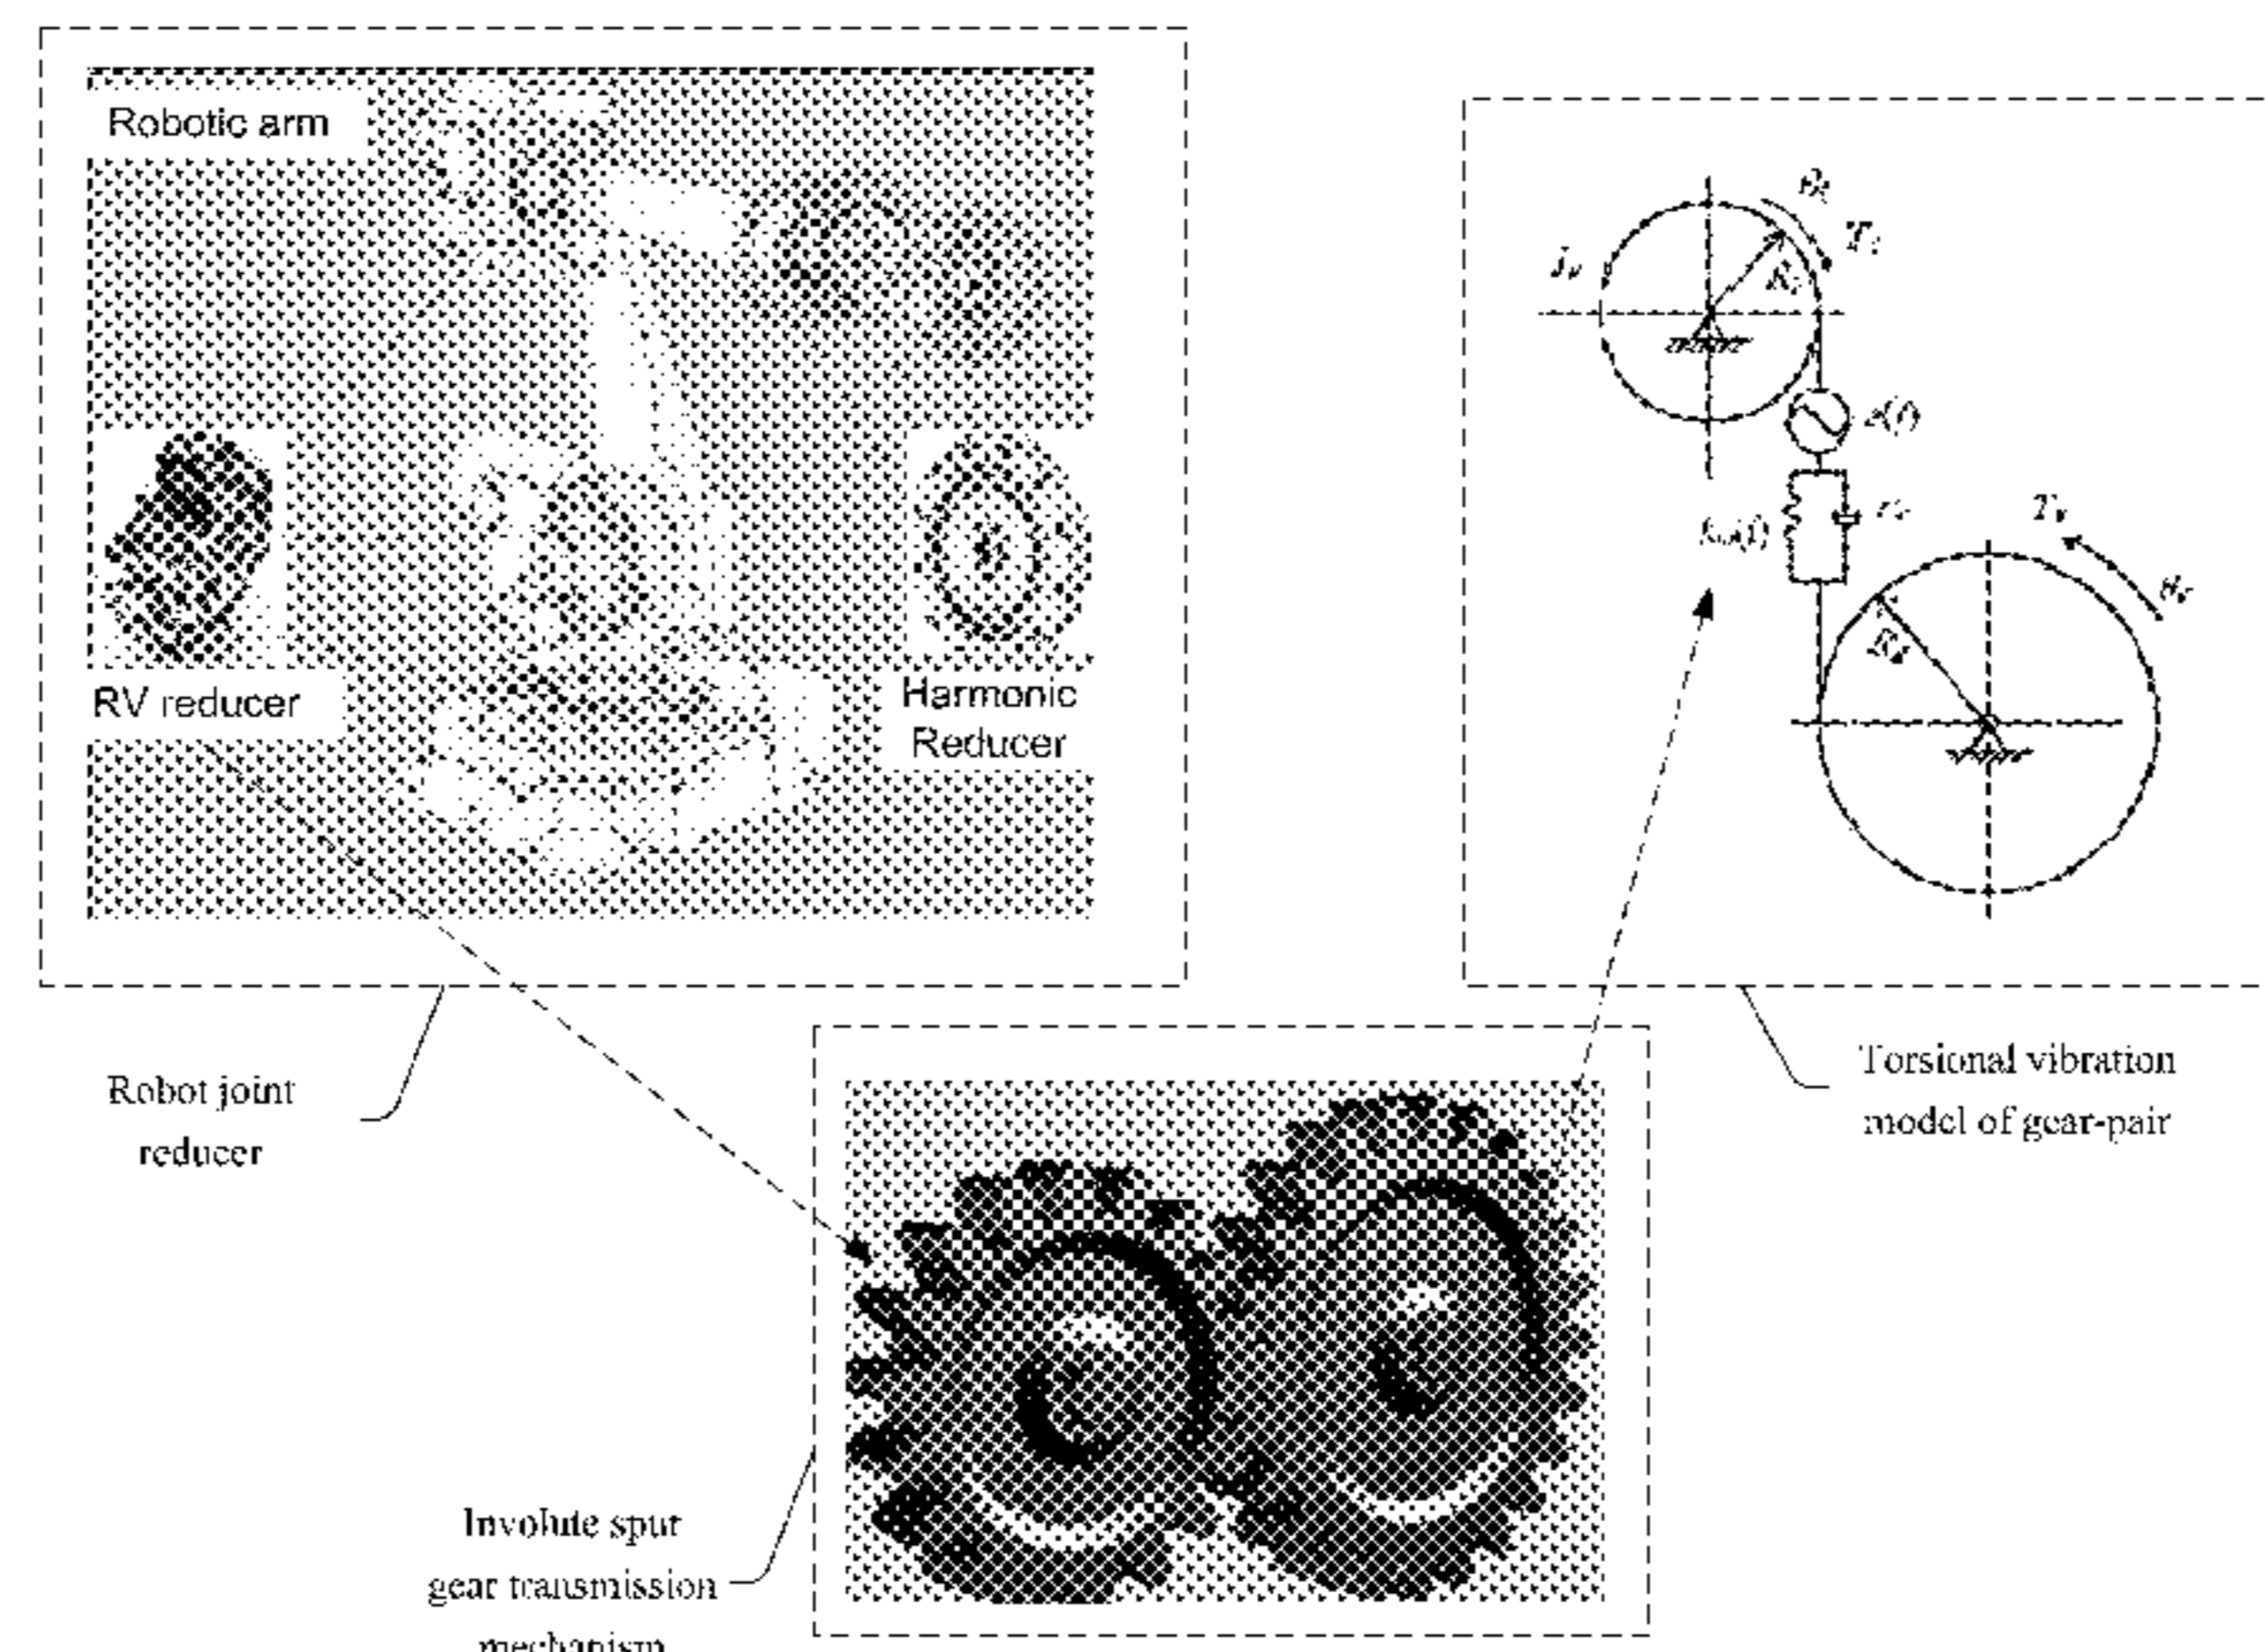 Robotic arm
RV reducer
Harmonic
Reducer
Robot joint
reducer
Torsional vibration
model of gear-pair
Involute spur
gear transmission
mechanism